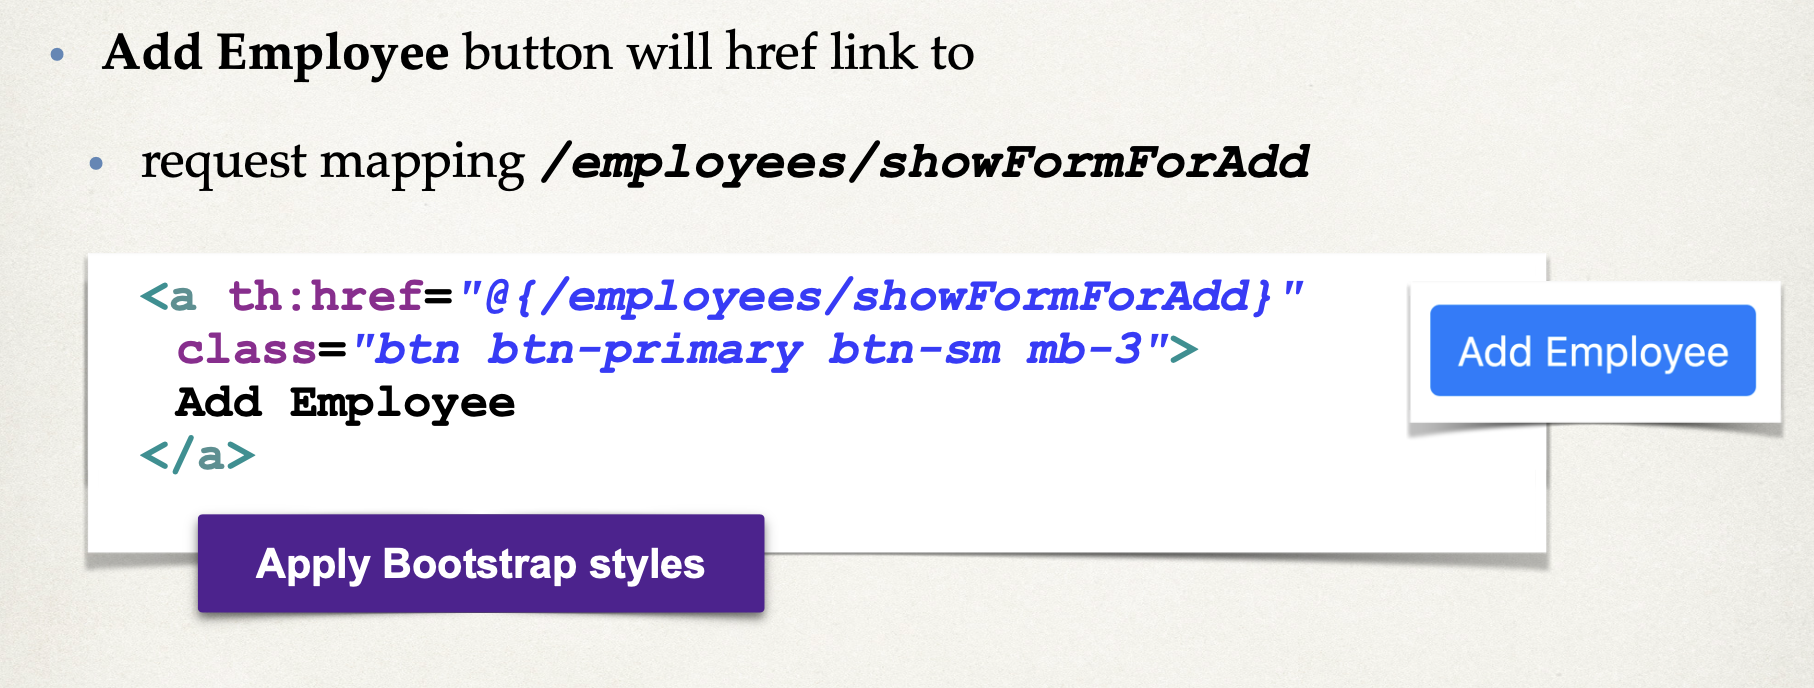 • Add Employee button will href link to
• request mapping /employees/showFormForAdd
<a th:href="@{/employees/showFormForAdd}"
class="btn btn-primary btn-sm mb-3">
Add Employee
</a>
Add Employee
Apply Bootstrap styles